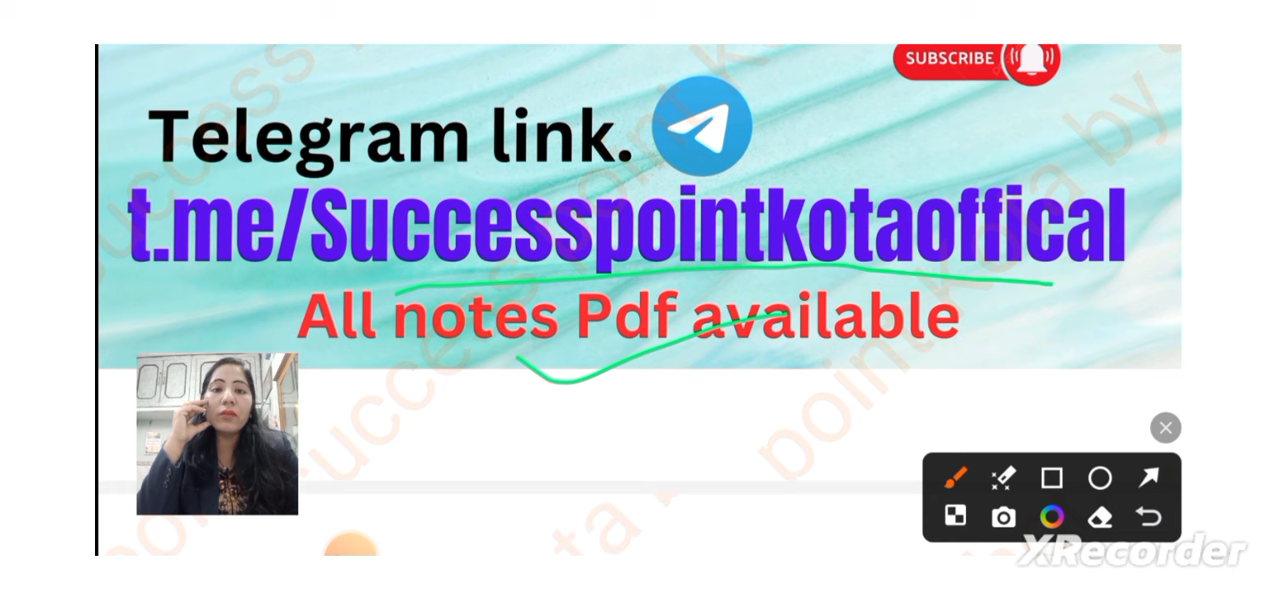 SUBSCRIBE
Telegram link.
t.me/Successpointkotaoffical
All notes Pdf available
XRecorder